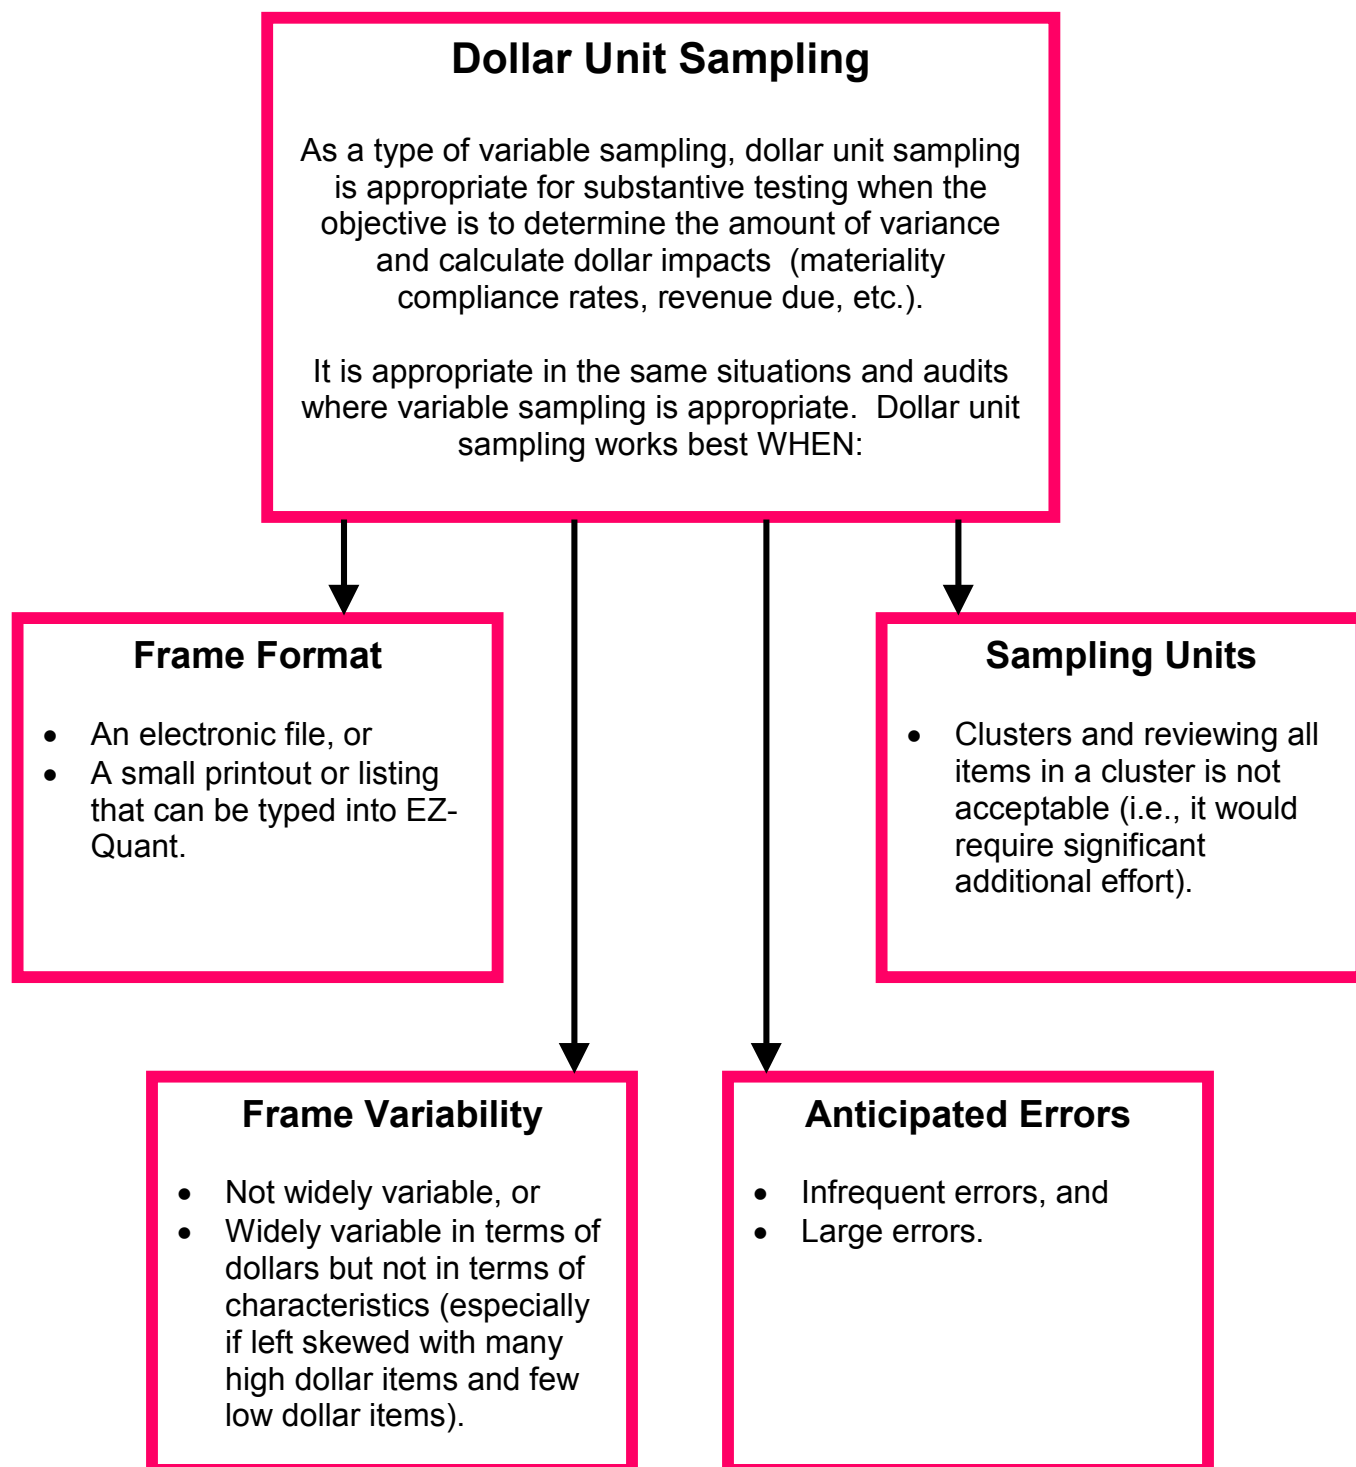 Dollar Unit Sampling
As a type of variable sampling, dollar unit sampling
is appropriate for substantive testing when the
objective is to determine the amount of variance
and calculate dollar impacts  (materiality
compliance rates, revenue due, etc.).
It is appropriate in the same situations and audits
where variable sampling is appropriate.  Dollar unit
sampling works best WHEN:
Frame Format
• An electronic file, or
• A small printout or listing
that can be typed into EZ-
Quant.
Sampling Units
• Clusters and reviewing all
items in a cluster is not
acceptable (i.e., it would
require significant
additional effort).
Frame Variability
• Not widely variable, or
• Widely variable in terms of
dollars but not in terms of
characteristics (especially
if left skewed with many
high dollar items and few
low dollar items).
Anticipated Errors
• Infrequent errors, and
• Large errors.